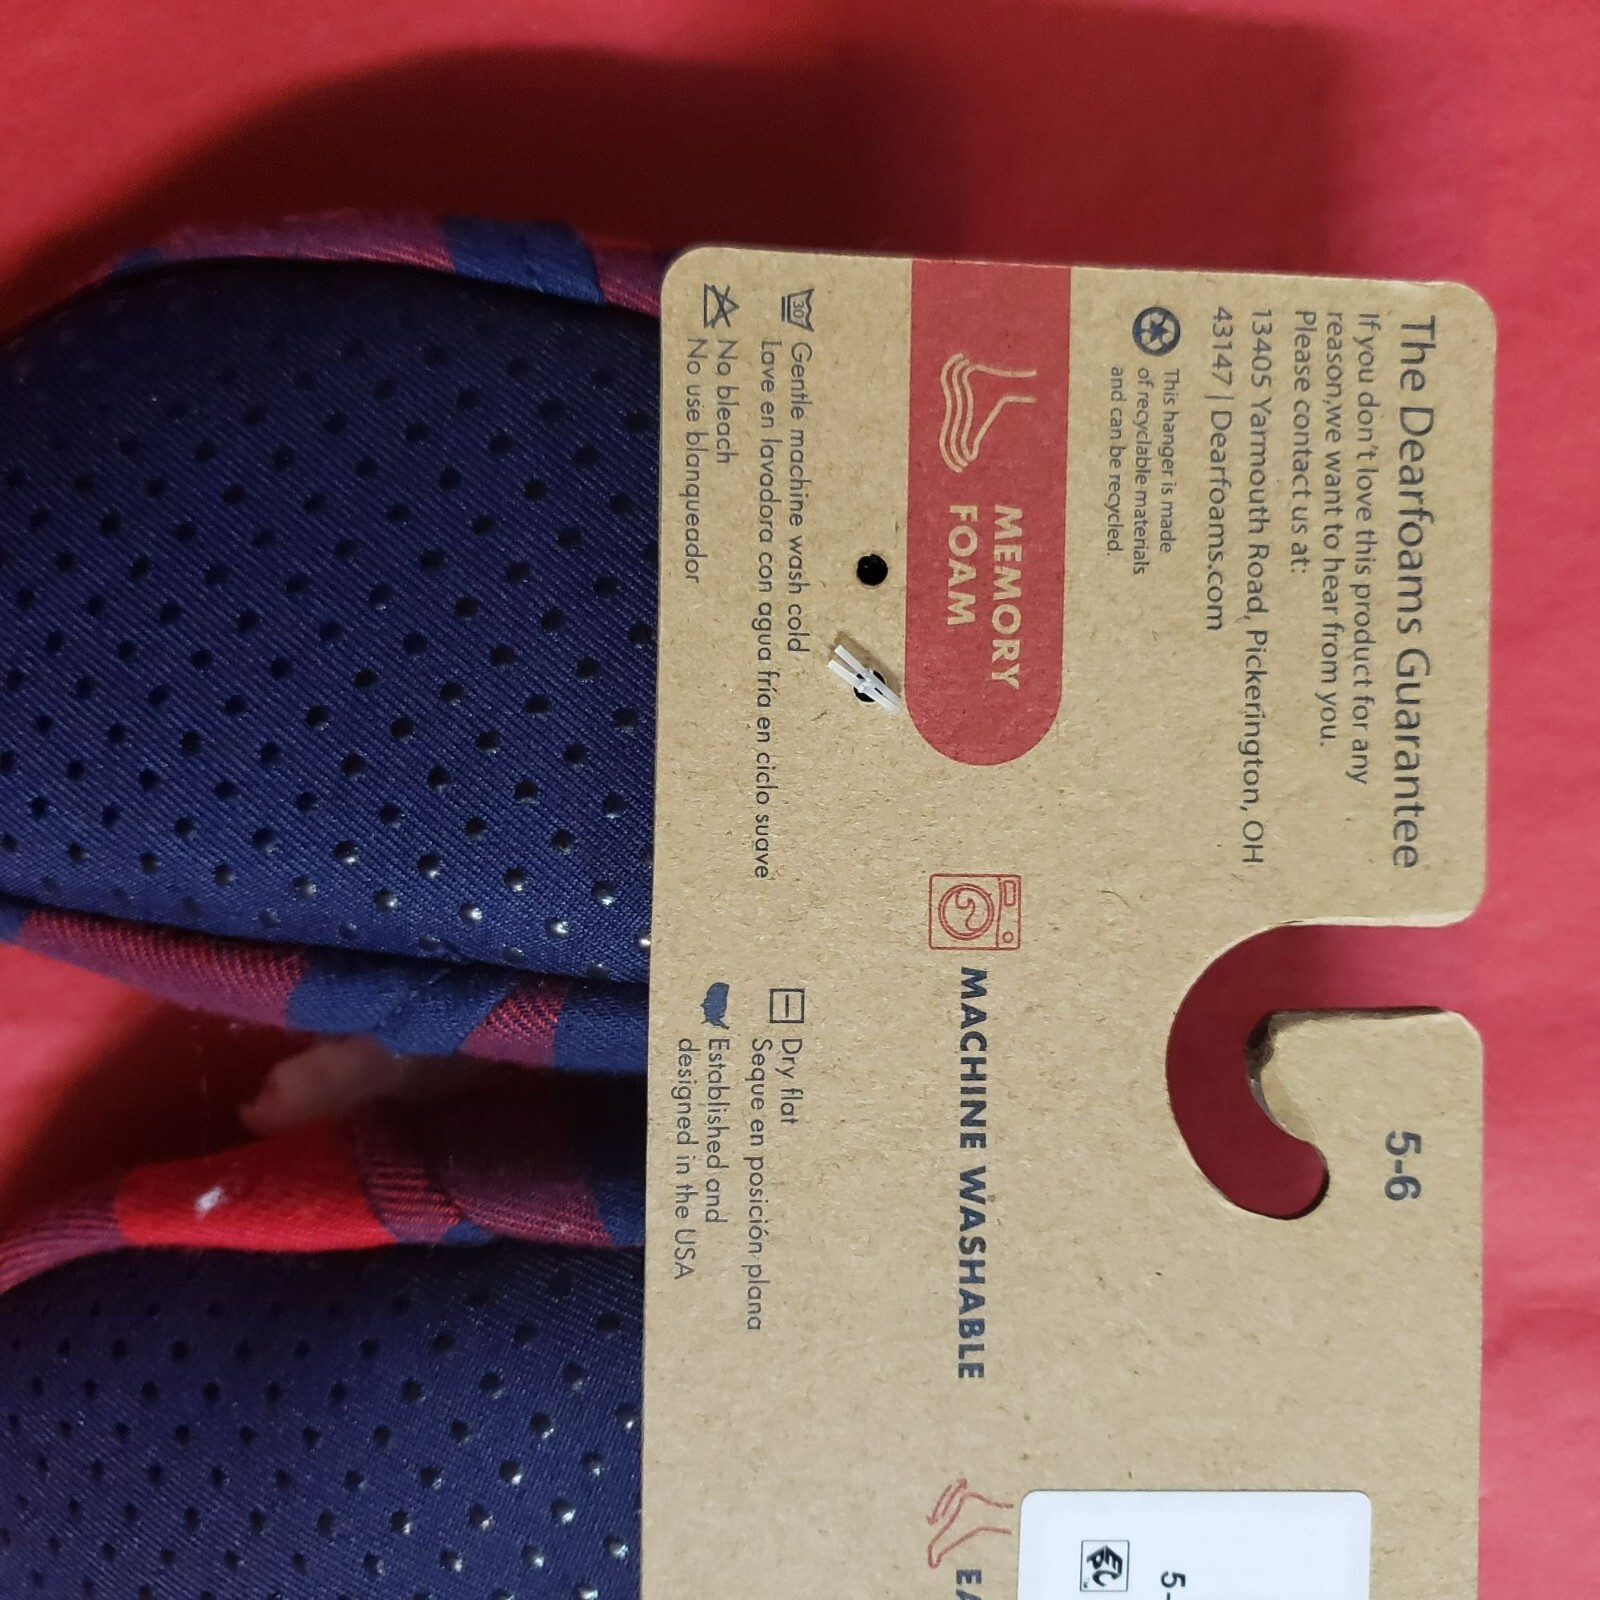 The Dearfoams Guarantee
If you don't love this product for any
reason,we want to hear from you.
Please contact us at:
13405 Yarmouth Road, Pickerington, OH
43147 | Dearfoams.com
This hanger is made
of recyclable materials
and can be recycled.
5-6
MEMORY
FOAM
MACHINE WASHABLE
30
Gentle machine wash cold
Lave en lavadora con agua fría en ciclo suave
No bleach
No use blanqueador
Dry flat
Seque en posición plana
Established and
designed in the USA